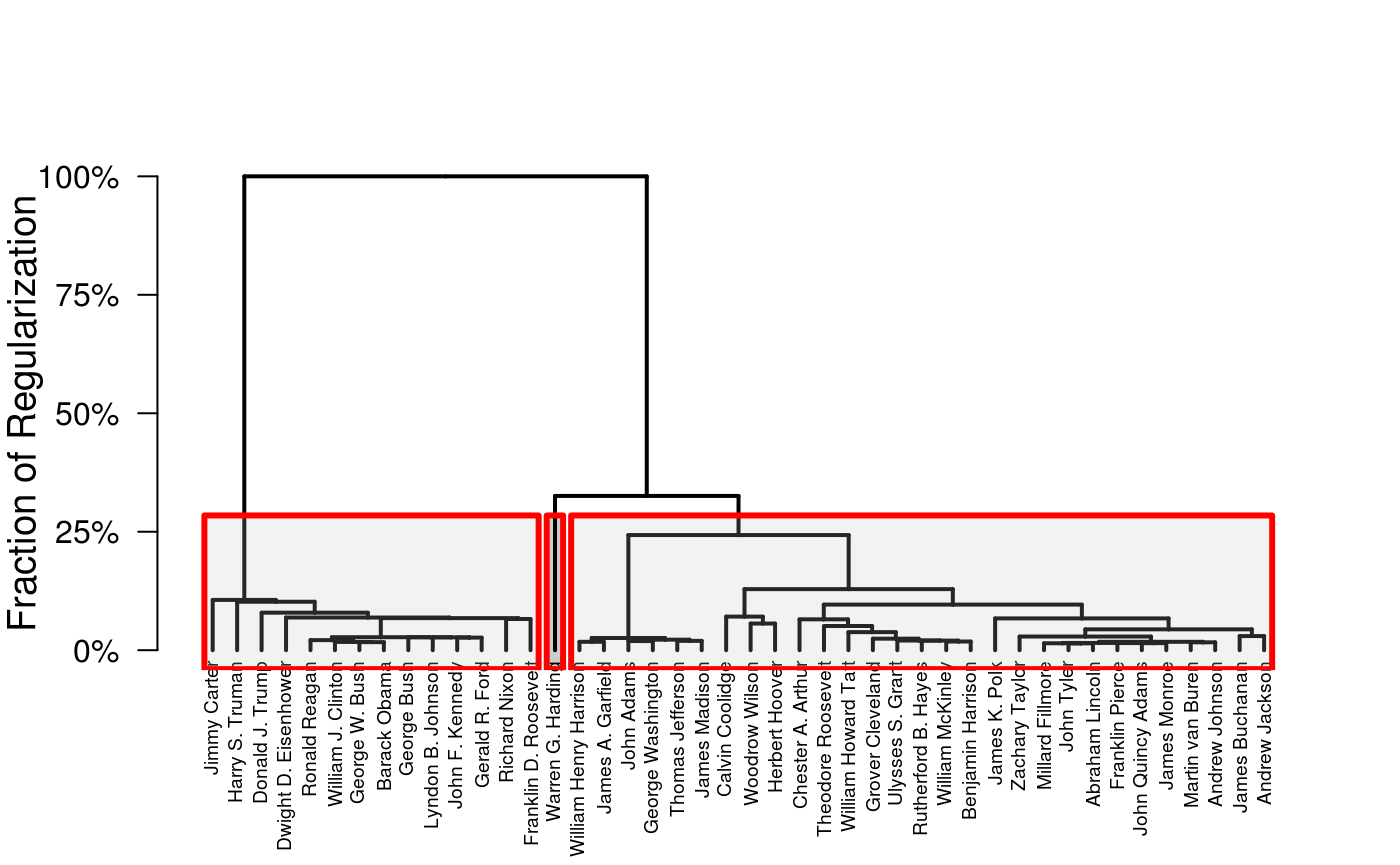 Fraction of Regularization
100%
75%
50%
25%
0%
Jimmy Carter
Harry S. Truman
Donald J. Trump
Dwight D. Eisenhower
Ronald Reagan
William J. Clinton
George W. Bush
Barack Obama
George Bush
Lyndon B. Johnson
John F. Kennedy
Gerald R. Ford
Richard Nixon
Franklin D. Roosevelt
Warren G. Harding
William Henry Harrison
James A. Garfield
John Adams
George Washington
Thomas Jefferson
James Madison
Calvin Coolidge
Woodrow Wilson
Herbert Hoover
Chester A. Arthur
Theodore Roosevelt
William Howard Taft
Grover Cleveland
Ulysses S. Grant
Rutherford B. Hayes
William McKinley
Benjamin Harrison
James K. Polk
Zachary Taylor
Millard Fillmore
John Tyler
Abraham Lincoln
Franklin Pierce
John Quincy Adams
James Monroe
Martin van Buren
Andrew Johnson
James Buchanan
Andrew Jackson